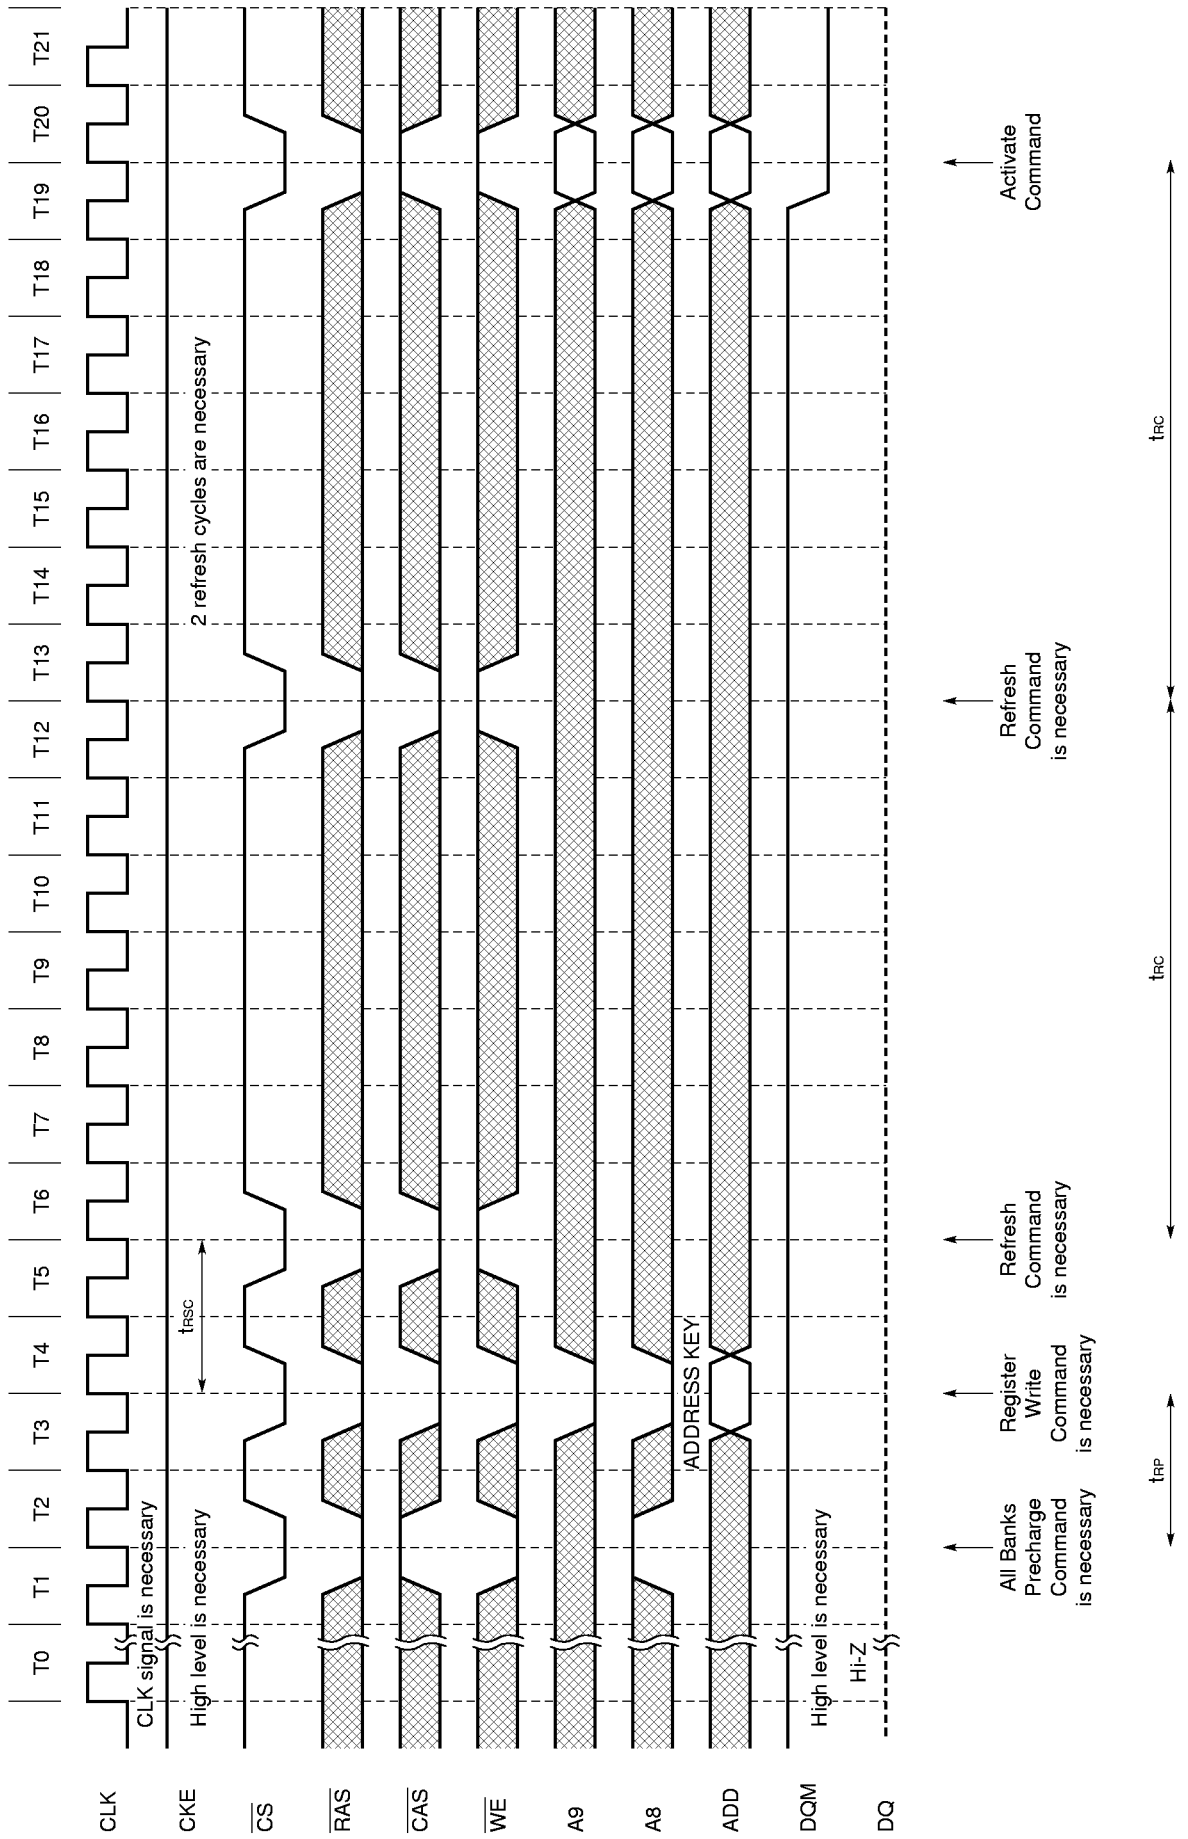 T0 T1 T2 T3 T4 T5 T6 T7 T8 T9 T10 T11 T12 T13 T14 T15 T16 T17 T18 T19 T20 T21
CLK
CLK signal is necessary
CKE
High level is necessary
tRSC
2 refresh cycles are necessary
CS
RAS
CAS
WE
A9
A8
ADDRESS KEY
ADD
DQM
High level is necessary
Hi-Z
DQ
All Banks
Precharge
Command
is necessary
Register
Write
Command
is necessary
Refresh
Command
is necessary
Refresh
Command
is necessary
Activate
Command
tRP
tRC
tRC